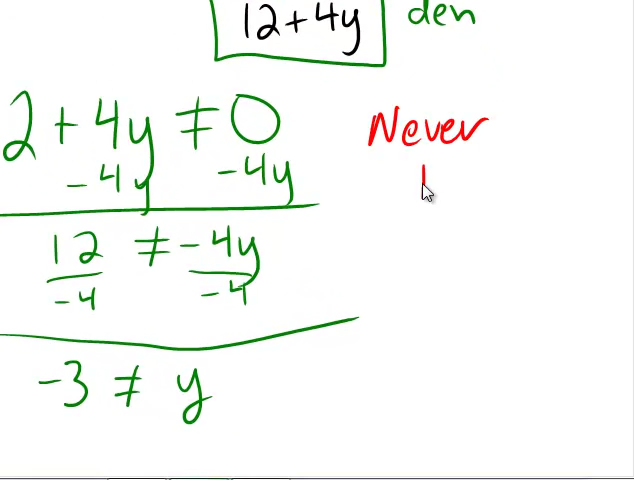 12+4y den
2 + 4y ≠ 0 Never
-4y -4y
12 ≠ -4y
-4 -4
-3 ≠ y